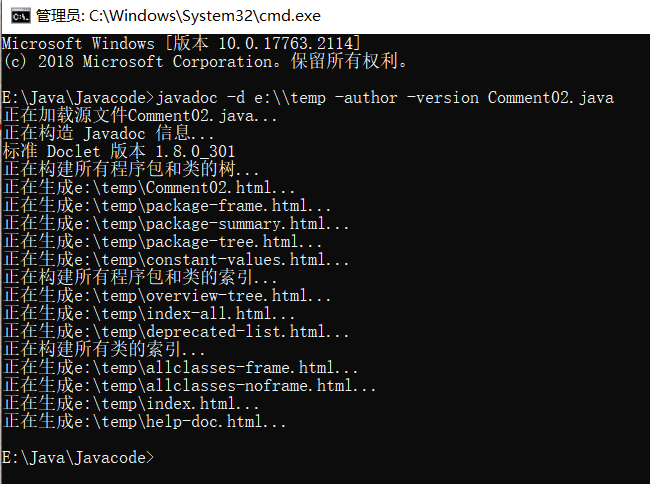 管理员: C:\Windows\System32\cmd.exe
Microsoft Windows [版本 10.0.17763.2114]
(c) 2018 Microsoft Corporation。保留所有权利。
E:\Java\Javacode>javadoc -d e:\\temp -author -version Comment02.java
正在加载源文件Comment02.java...
正在构造 Javadoc 信息...
标准 Doclet 版本 1.8.0_301
正在构建所有程序包和类的树...
正在生成e:\temp\Comment02.html...
正在生成e:\temp\package-frame.html...
正在生成e:\temp\package-summary.html...
正在生成e:\temp\package-tree.html...
正在生成e:\temp\constant-values.html...
正在构建所有程序包和类的索引...
正在生成e:\temp\overview-tree.html...
正在生成e:\temp\index-all.html...
正在生成e:\temp\deprecated-list.html...
正在构建所有类的索引...
正在生成e:\temp\allclasses-frame.html...
正在生成e:\temp\allclasses-noframe.html...
正在生成e:\temp\index.html...
正在生成e:\temp\help-doc.html...
E:\Java\Javacode>